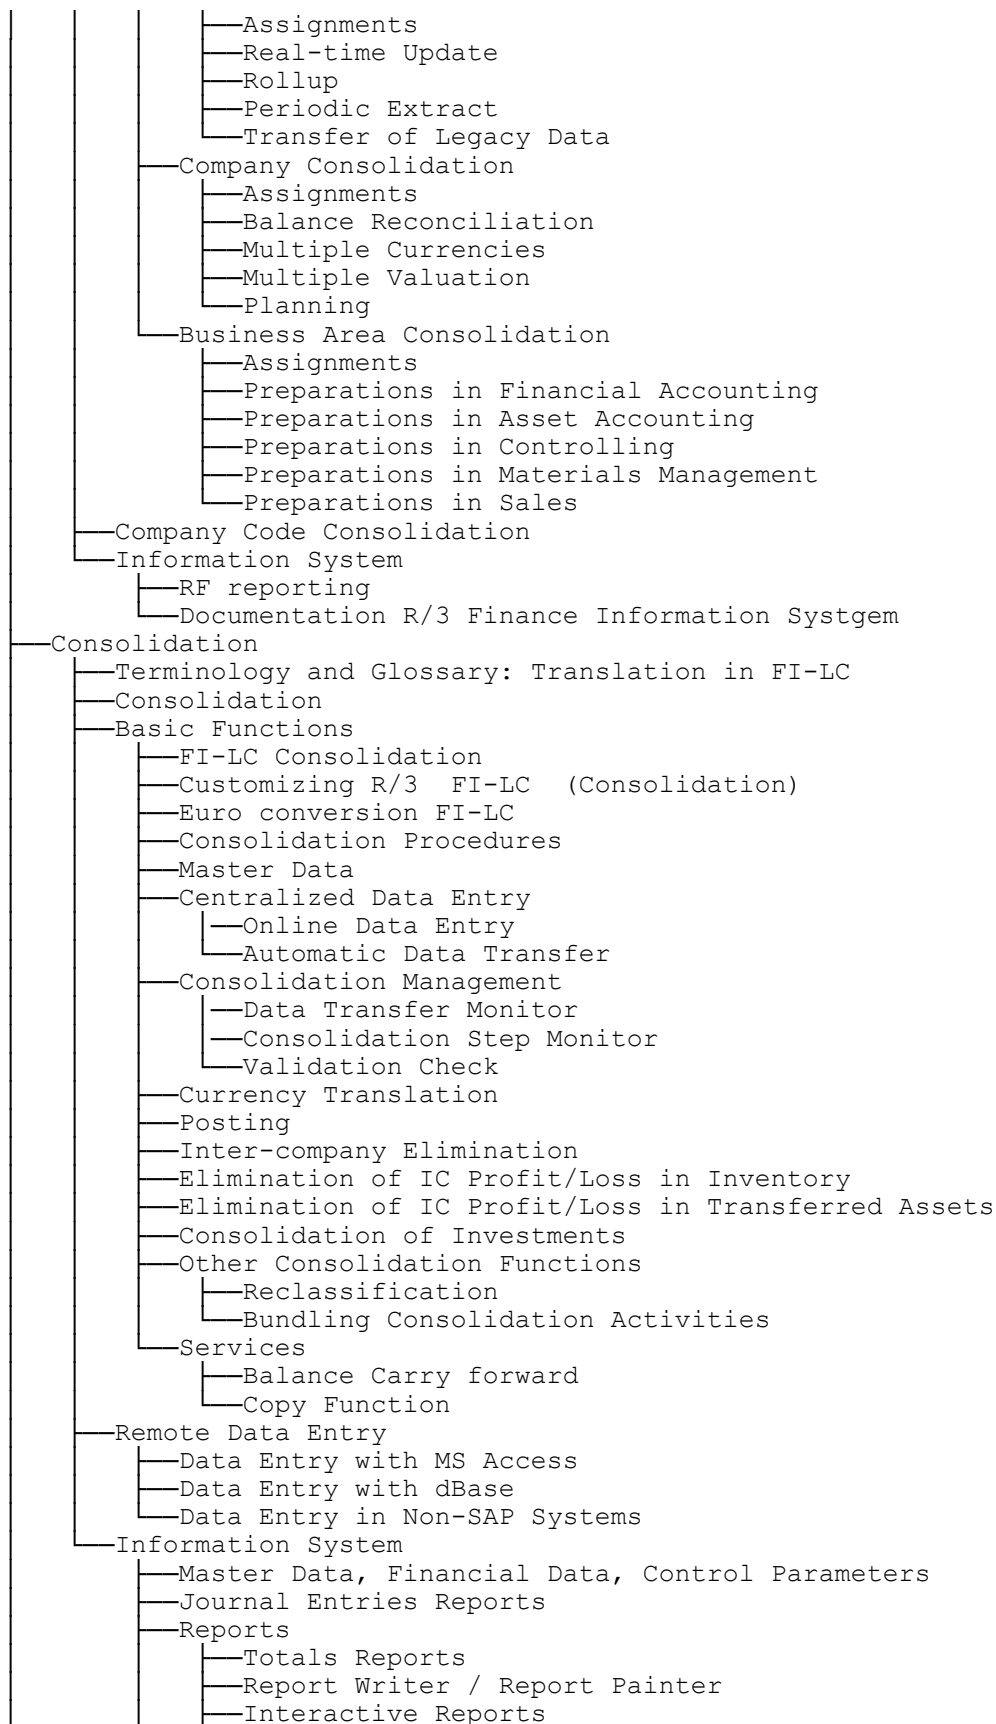 Assignments
Real-time Update
Rollup
Periodic Extract
Transfer of Legacy Data
Company Consolidation
Assignments
Balance Reconciliation
Multiple Currencies
Multiple Valuation
Planning
Business Area Consolidation
Assignments
Preparations in Financial Accounting
Preparations in Asset Accounting
Preparations in Controlling
Preparations in Materials Management
Preparations in Sales
Company Code Consolidation
Information System
RF reporting
Documentation R/3 Finance Information Systgem
Consolidation
Terminology and Glossary: Translation in FI-LC
Consolidation
Basic Functions
FI-LC Consolidation
Customizing R/3  FI-LC  (Consolidation)
Euro conversion FI-LC
Consolidation Procedures
Master Data
Centralized Data Entry
Online Data Entry
Automatic Data Transfer
Consolidation Management
Data Transfer Monitor
Consolidation Step Monitor
Validation Check
Currency Translation
Posting
Inter-company Elimination
Elimination of IC Profit/Loss in Inventory
Elimination of IC Profit/Loss in Transferred Assets
Consolidation of Investments
Other Consolidation Functions
Reclassification
Bundling Consolidation Activities
Services
Balance Carry forward
Copy Function
Remote Data Entry
Data Entry with MS Access
Data Entry with dBase
Data Entry in Non-SAP Systems
Information System
Master Data, Financial Data, Control Parameters
Journal Entries Reports
Reports
Totals Reports
Report Writer / Report Painter
Interactive Reports